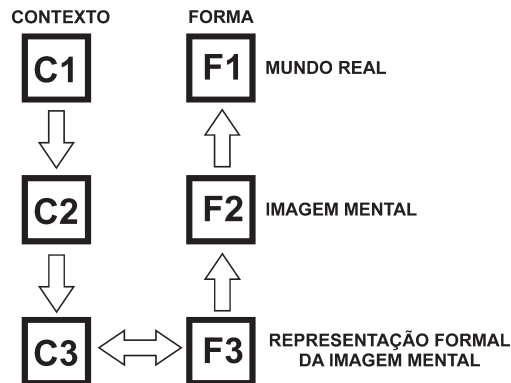 CONTEXTO FORMA
C1 F1 MUNDO REAL
C2 F2 IMAGEM MENTAL
C3 F3 REPRESENTAÇÃO FORMAL
DA IMAGEM MENTAL